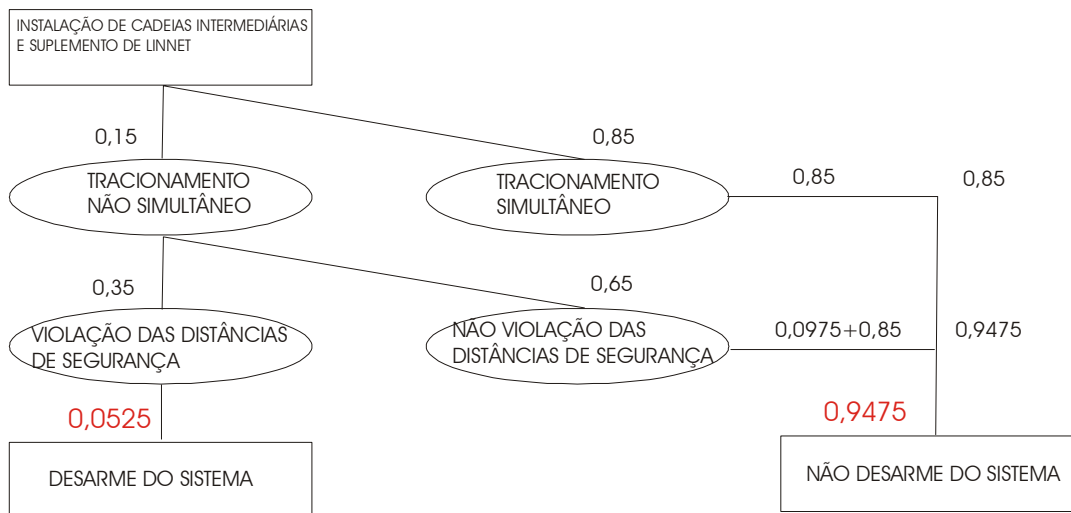 INSTALAÇÃO DE CADEIAS INTERMEDIÁRIAS
E SUPLEMENTO DE LINNET
0,15
0,85
TRACIONAMENTO
NÃO SIMULTÂNEO
TRACIONAMENTO
SIMULTÂNEO
0,85
0,85
0,35
0,65
VIOLAÇÃO DAS DISTÂNCIAS
DE SEGURANÇA
NÃO VIOLAÇÃO DAS
DISTÂNCIAS DE SEGURANÇA
0,0975+0,85
0,9475
0,0525
0,9475
DESARME DO SISTEMA
NÃO DESARME DO SISTEMA